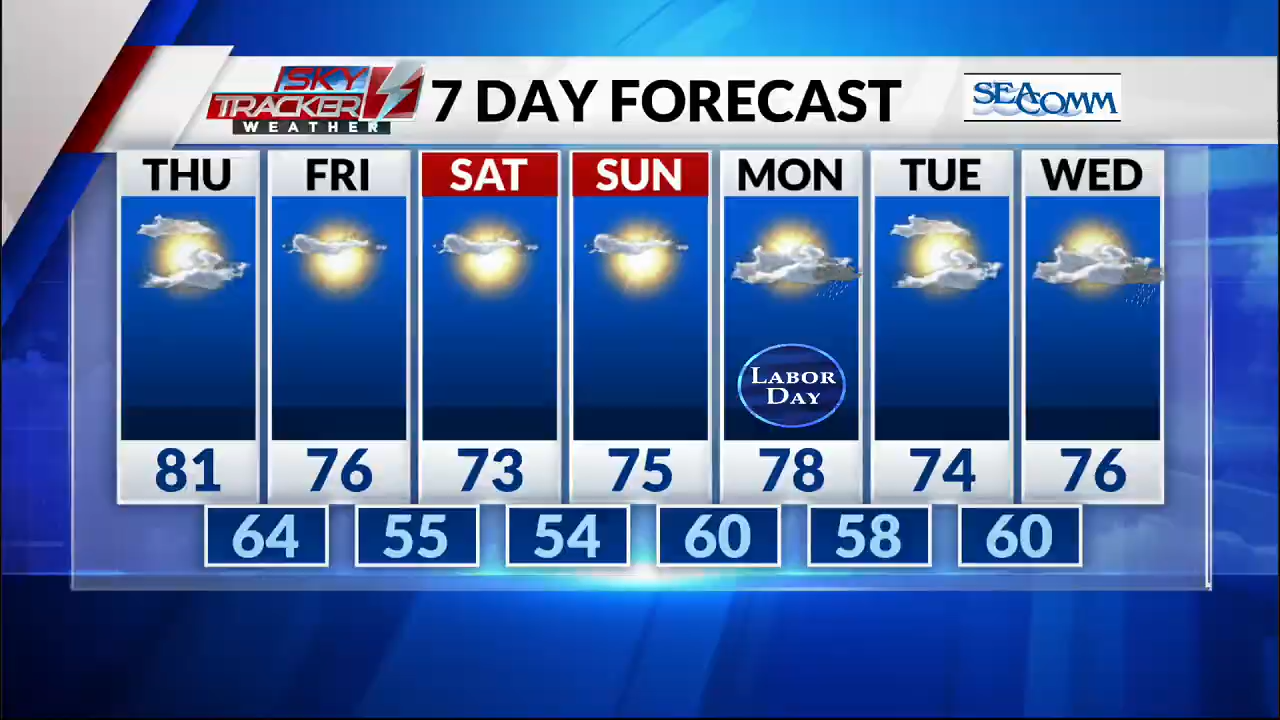 SKY
TRACKER
WEATHER
7 DAY FORECAST
SEACOMM
THU FRI SAT SUN MON TUE WED
LABOR
DAY
81 76 73 75 78 74 76
64 55 54 60 58 60